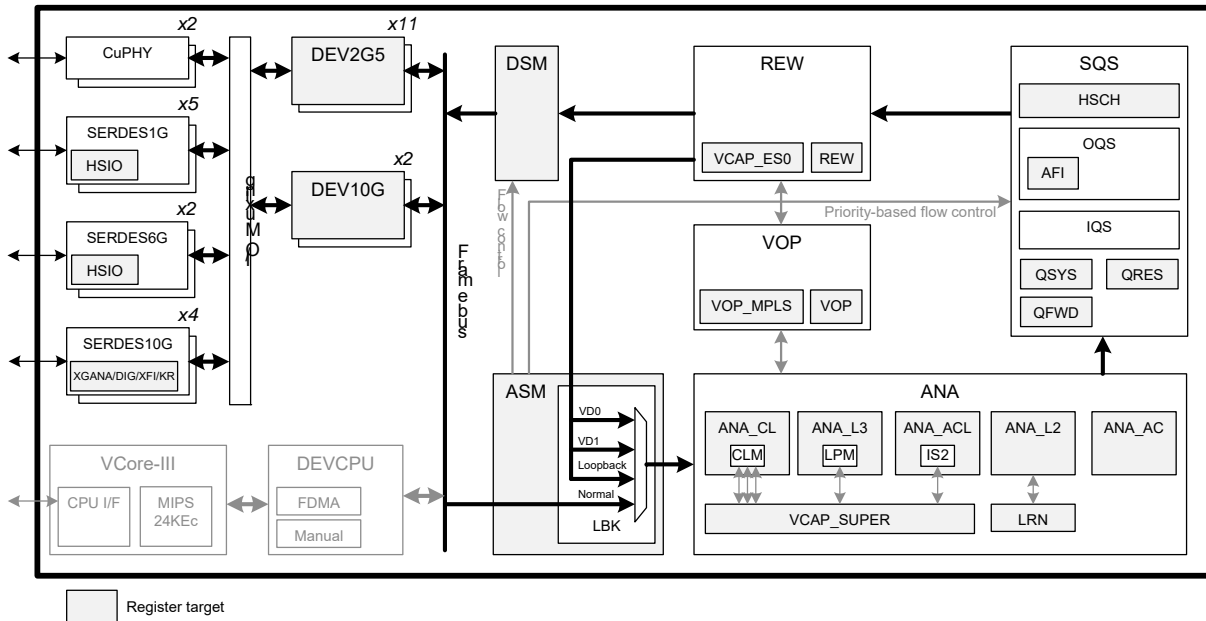 x2
CuPHY
x5
SERDES1G
HSIO
x2
SERDES6G
HSIO
x4
SERDES10G
XGANA/DIG/XFI/KR
x11
DEV2G5
x2
DEV10G
Framebus
VCore-III
CPU I/F
MIPS
24KEc
DEVCPU
FDMA
Manual
DSM
Flow control
REW
VCAP_ES0
REW
Priority-based flow control
VOP
VOP_MPLS
VOP
SQS
HSCH
OQS
AFI
IQS
QSYS
QRES
QFWD
ASM
VD0
VD1
Loopback
Normal
LBK
ANA
ANA_CL
CLM
ANA_L3
LPM
ANA_ACL
IS2
ANA_L2
ANA_AC
VCAP_SUPER
LRN
Register target